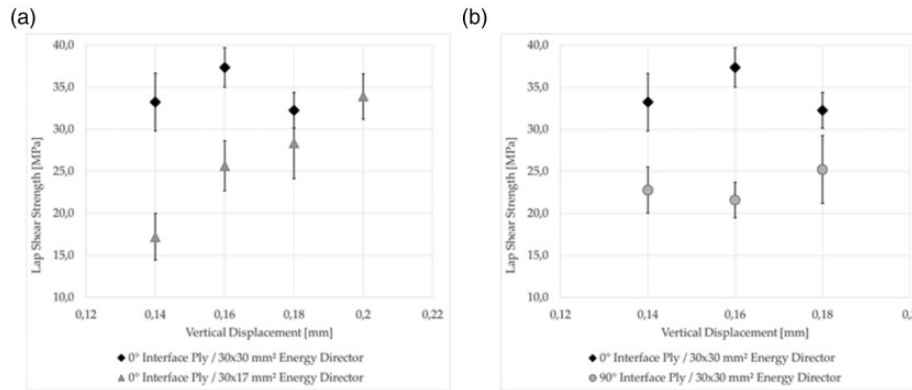 (a)
40,0
35,0
30,0
25,0
20,0
15,0
10,0
Lap Shear Strength [MPa]
0,12
0,14
0,16
0,18
0,2
0,22
Vertical Displacement [mm]
0° Interface Ply / 30x30 mm² Energy Director
0° Interface Ply / 30x17 mm² Energy Director
(b)
40,0
35,0
30,0
25,0
20,0
15,0
10,0
Lap Shear Strength [MPa]
0,12
0,14
0,16
0,18
Vertical Displacement [mm]
0° Interface Ply / 30x30 mm² Energy Director
90° Interface Ply / 30x30 mm² Energy Director